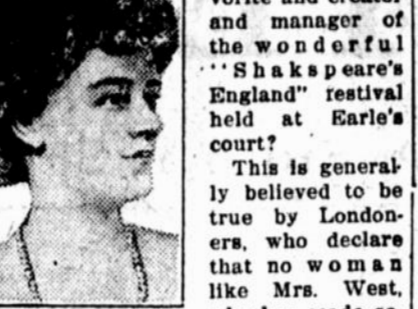 and manager of
the wonderful
"Shakspeare's
England" restival
held at Earle's
court?
This is general-
ly believed to be
true by London-
ers, who declare
that no woman
like Mrs. West,